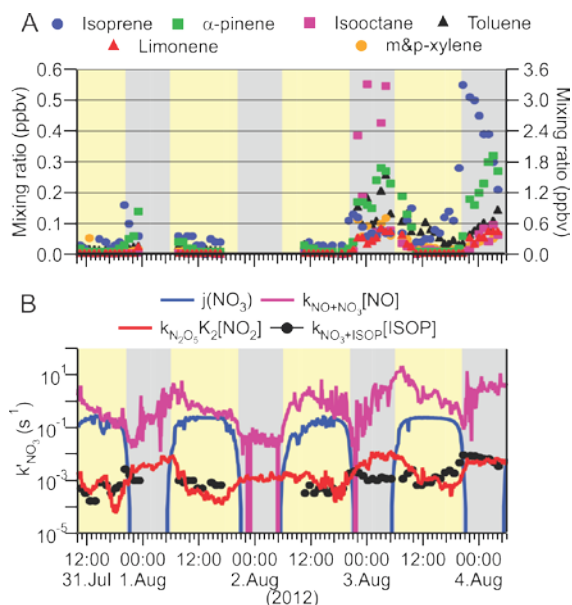 A
Isoprene α-pinene Isooctane Toluene
Limonene m&p-xylene
0.6 3.6
0.5 3.0
0.4 2.4
0.3 1.8
0.2 1.2
0.1 0.6
0.0 0.0
Mixing ratio (ppbv)
Mixing ratio (ppbv)
B
j(NO₃) k_NO+NO₃[NO]
k_N₂O₅K₂[NO₂] k_NO₃+ISOP[ISOP]
10¹
10⁻¹
10⁻³
10⁻⁵
k'_NO₃ (s⁻¹)
12:00 00:00 12:00 00:00 12:00 00:00 12:00 00:00
31.Jul 1.Aug 2.Aug 3.Aug 4.Aug
(2012)